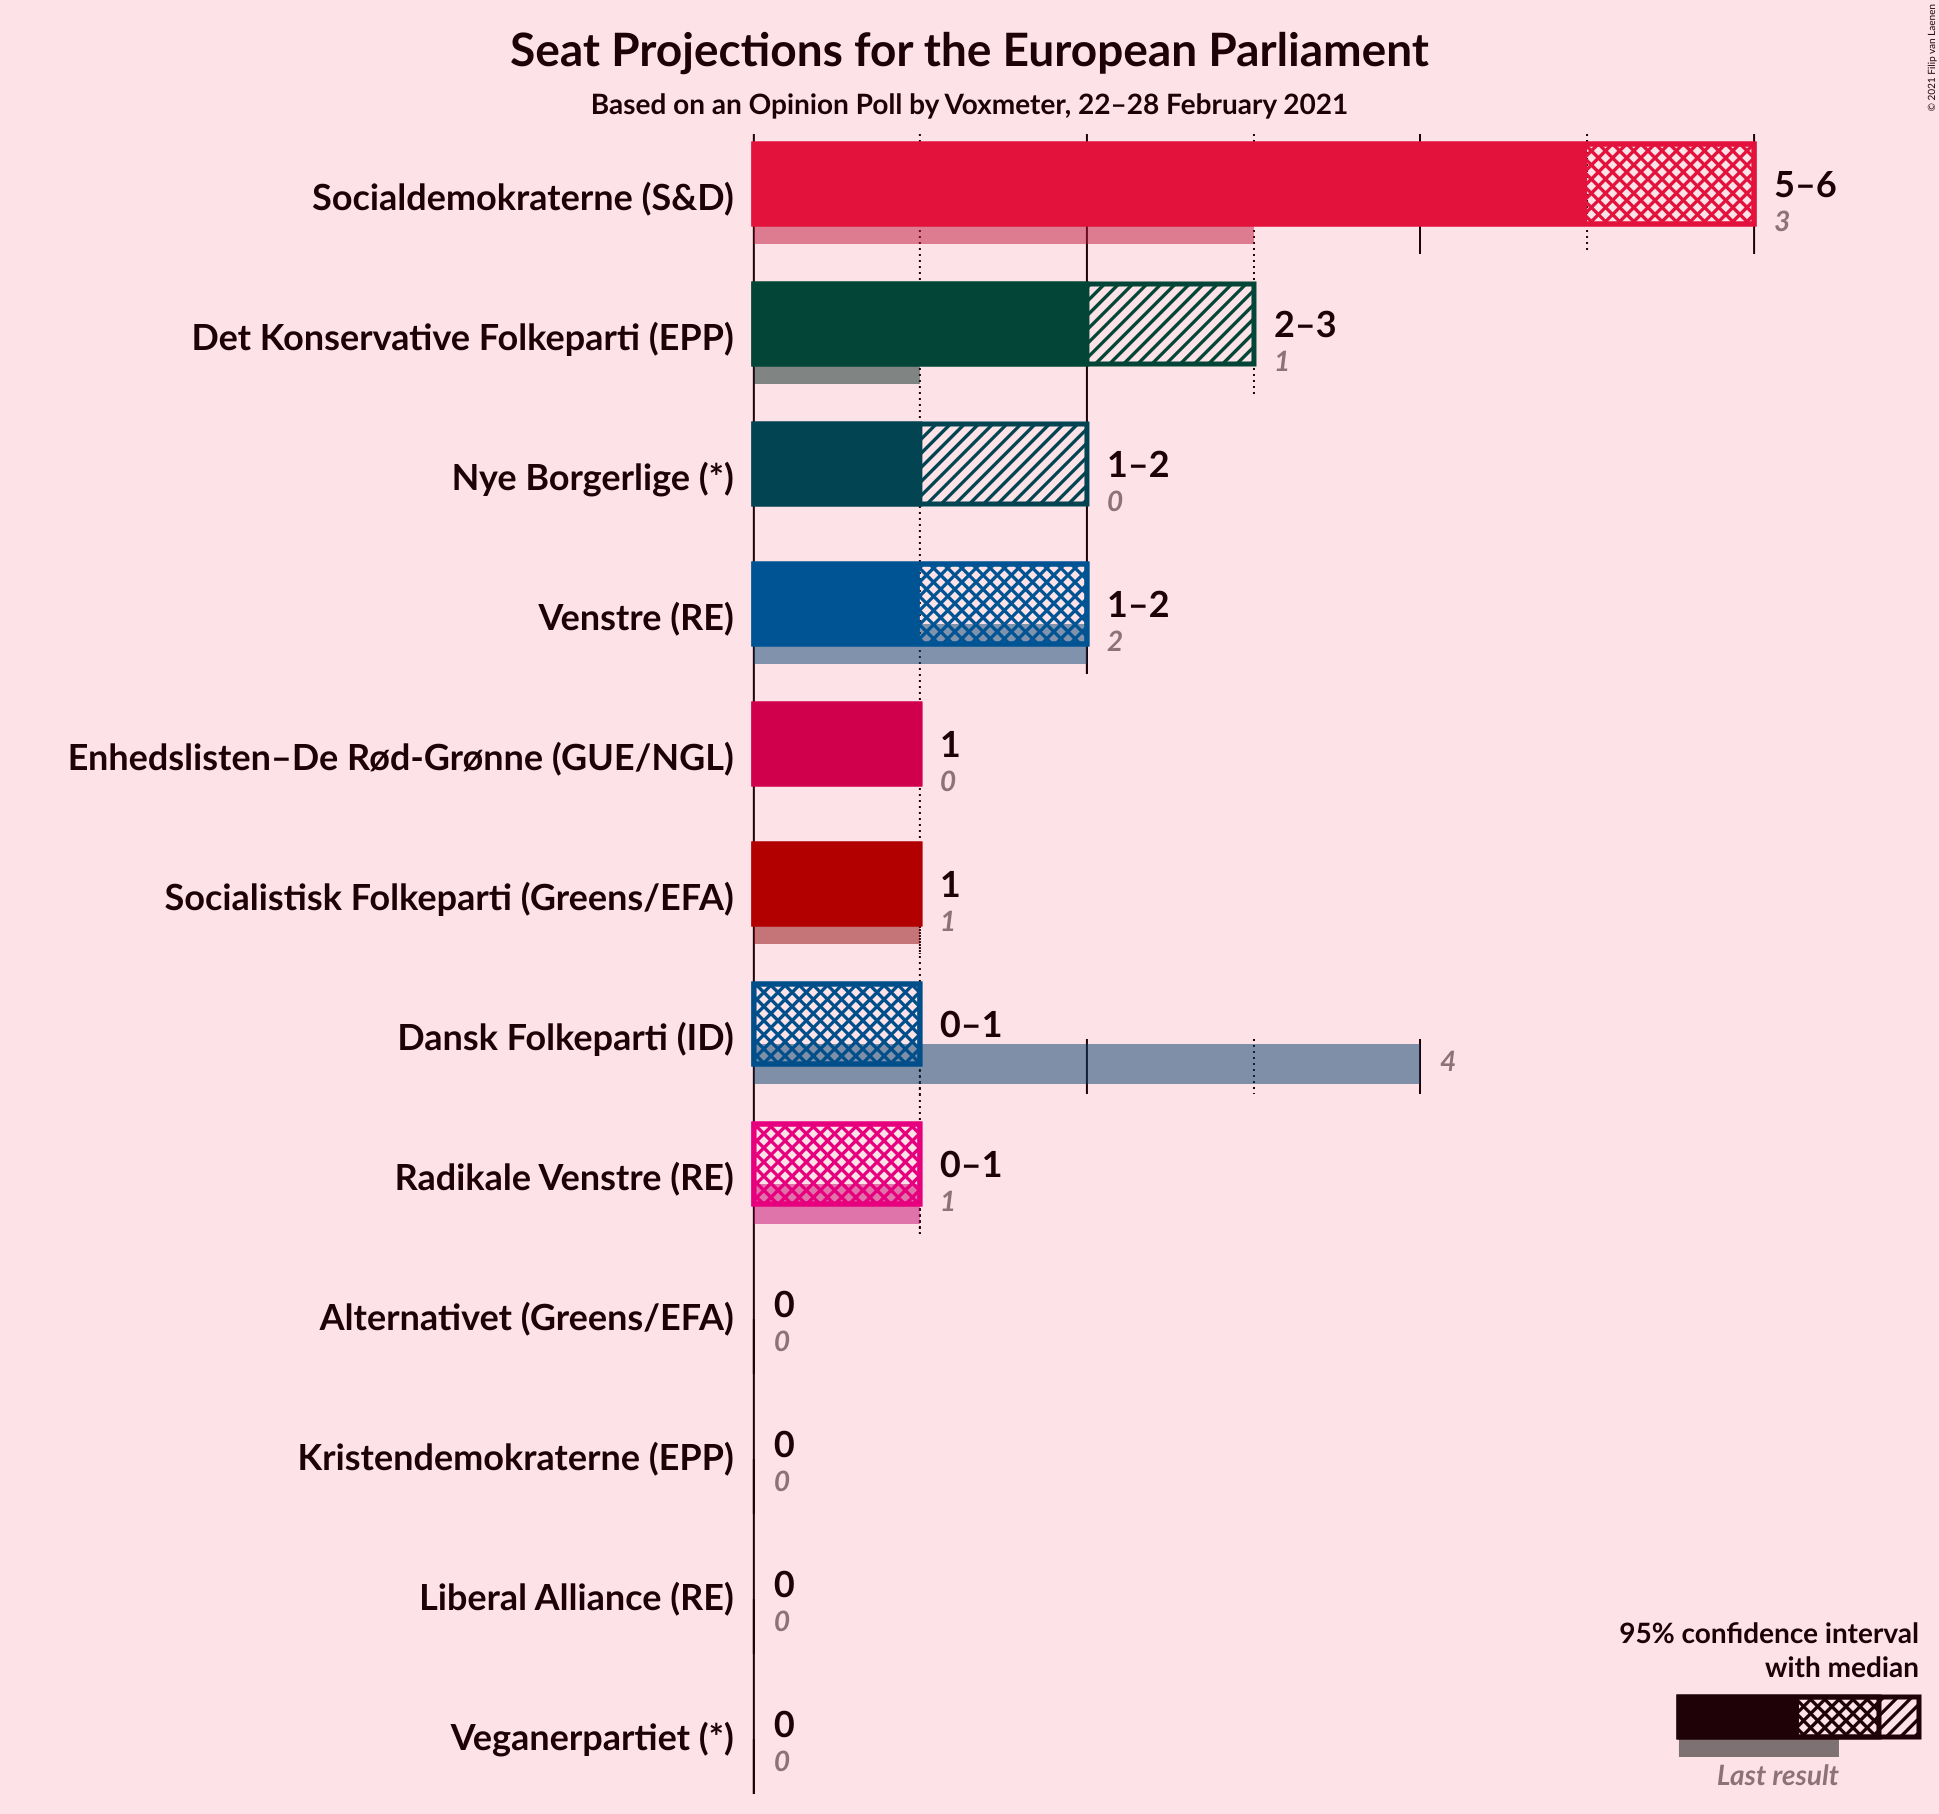 Seat Projections for the European Parliament
Based on an Opinion Poll by Voxmeter, 22–28 February 2021
© 2021 Filip van Laenen
Socialdemokraterne (S&D)
5–6
3
Det Konservative Folkeparti (EPP)
2–3
1
Nye Borgerlige (*)
1–2
0
Venstre (RE)
1–2
2
Enhedslisten–De Rød-Grønne (GUE/NGL)
1
0
Socialistisk Folkeparti (Greens/EFA)
1
1
Dansk Folkeparti (ID)
0–1
4
Radikale Venstre (RE)
0–1
1
Alternativet (Greens/EFA)
0
0
Kristendemokraterne (EPP)
0
0
Liberal Alliance (RE)
0
0
Veganerpartiet (*)
0
0
95% confidence interval
with median
Last result